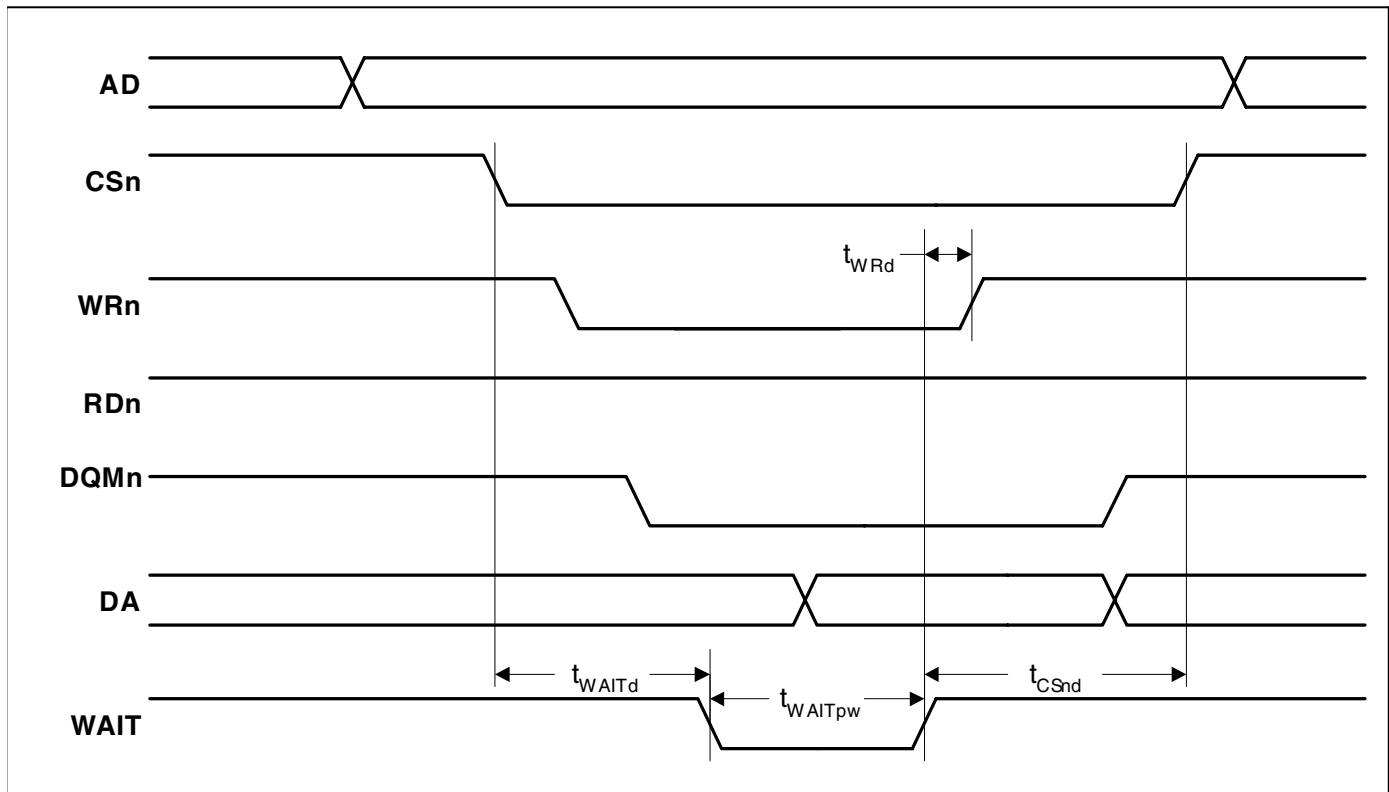 AD
CSn
tWRd
WRn
RDn
DQMn
DA
tWAITd
tWAITpw
tCSnd
WAIT